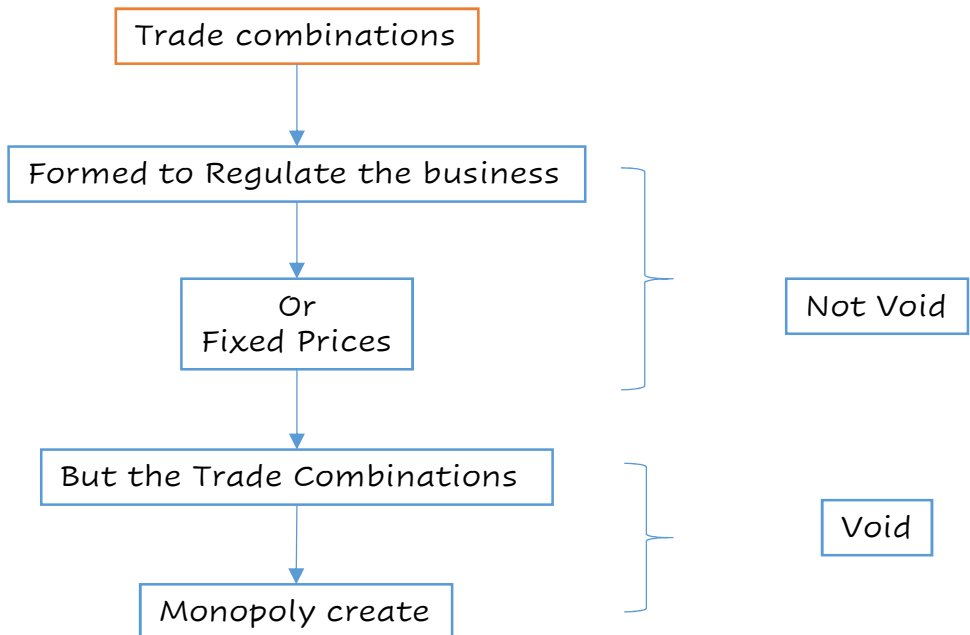 Trade combinations
Formed to Regulate the business
Or
Fixed Prices
Not Void
But the Trade Combinations
Void
Monopoly create